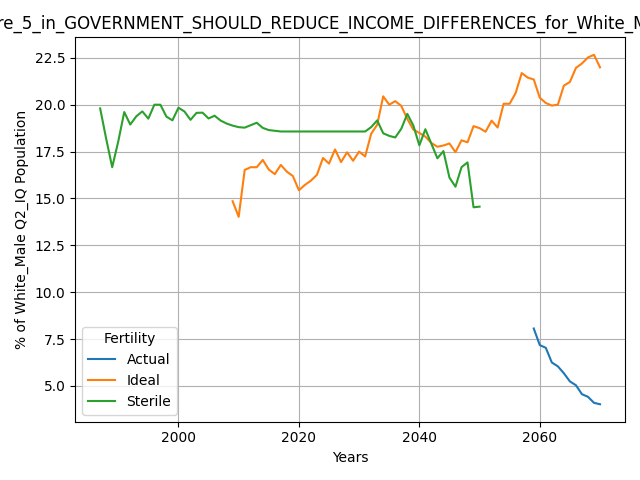 re_5_in_GOVERNMENT_SHOULD_REDUCE_INCOME_DIFFERENCES_for_White_M
22.5
20.0
17.5
15.0
12.5
10.0
7.5
5.0
% of White_Male Q2_IQ Population
Fertility
Actual
Ideal
Sterile
2000
2020
2040
2060
Years